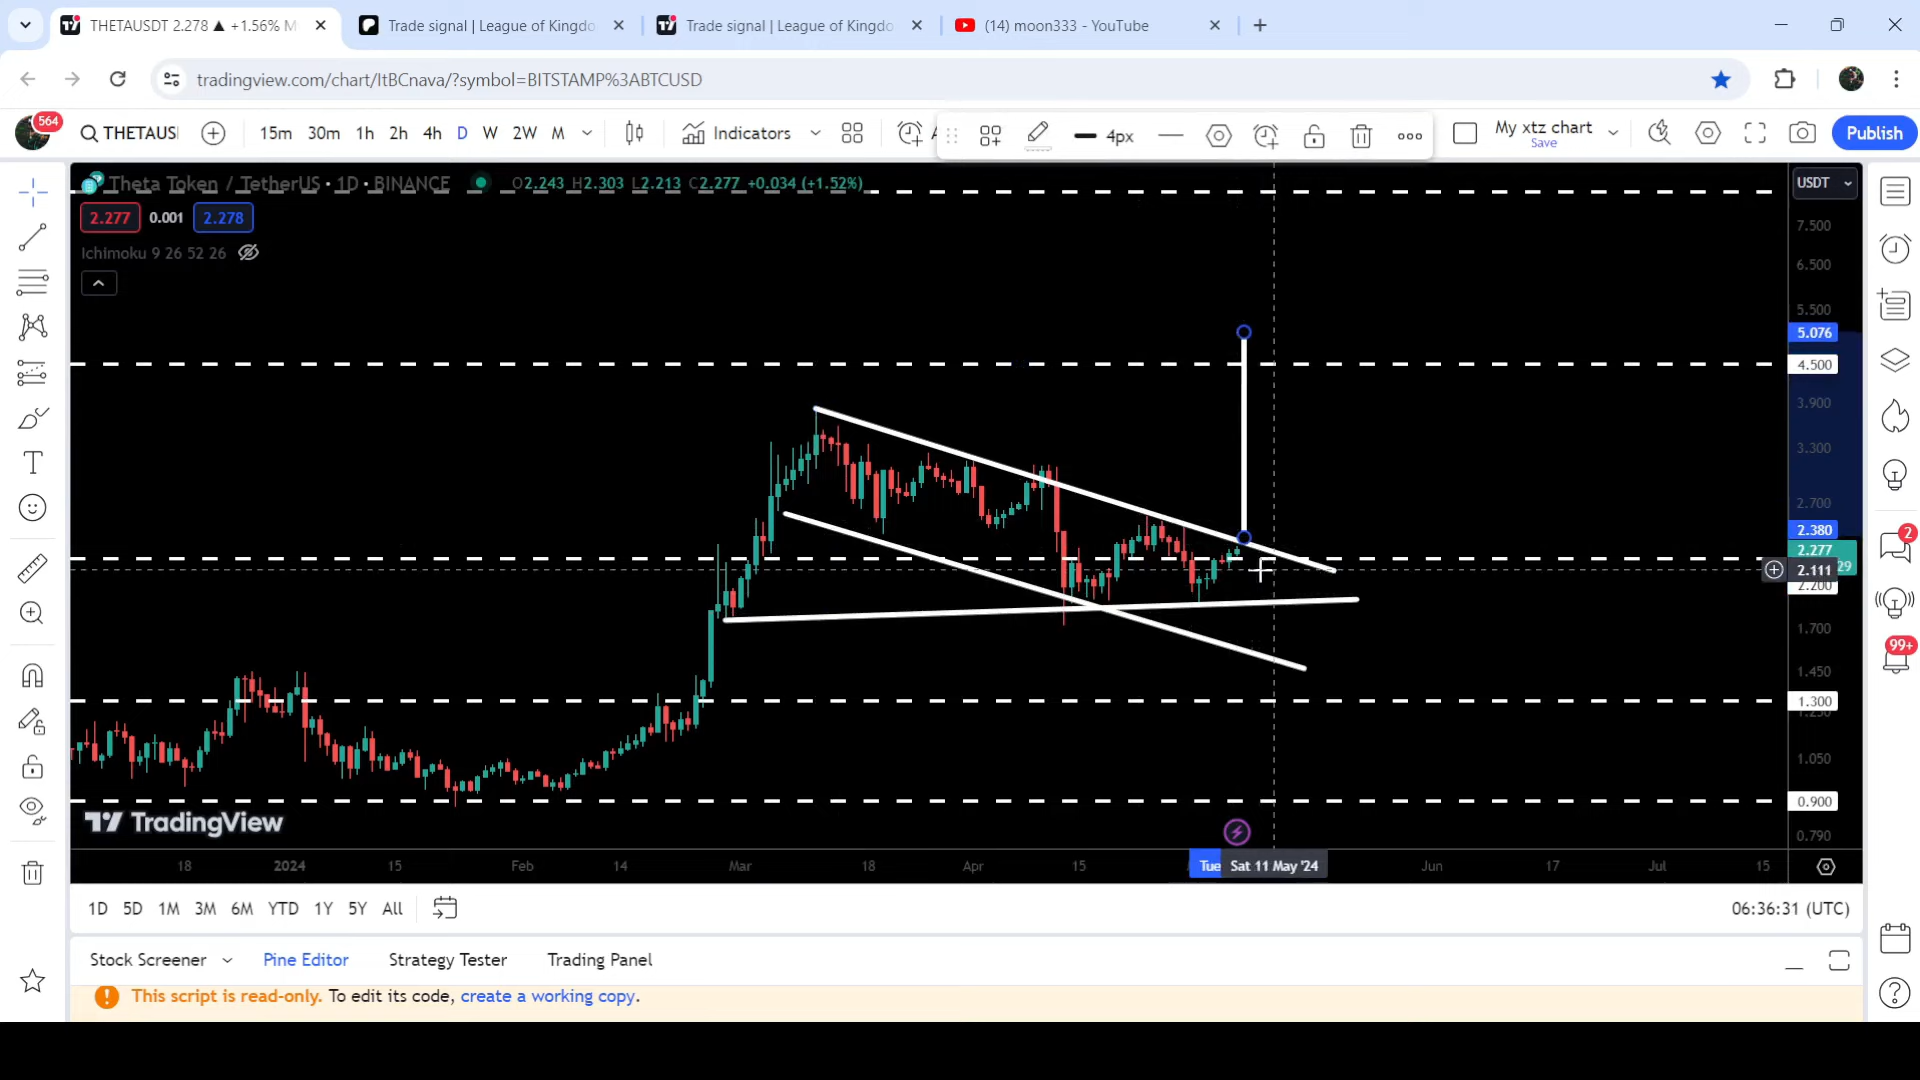 THETAUSDT 2.278 ▲ +1.56% M
Trade signal | League of Kingdo
Trade signal | League of Kingdo
(14) moon333 - YouTube
tradingview.com/chart/ItBCnava/?symbol=BITSTAMP%3ABTCUSD
564
THETAUS
15m 30m 1h 2h 4h D W 2W M
Indicators
4px
My xtz chart
Save
Publish
Theta Token / TetherUS · 1D · BINANCE
O2.243 H2.303 L2.213 C2.277 +0.034 (+1.52%)
USDT
2.277 0.001 2.278
Ichimoku 9 26 52 26
7.500
6.500
5.500
5.076
4.500
3.900
3.300
2.700
2.380
2.277
29
2.111
2.200
1.700
1.450
1.300
1.250
1.050
0.900
0.790
2
99+
TradingView
18 2024 15 Feb 14 Mar 18 Apr 15 Tue Sat 11 May '24 Jun 17 Jul 15
1D 5D 1M 3M 6M YTD 1Y 5Y All
06:36:31 (UTC)
Stock Screener Pine Editor Strategy Tester Trading Panel
This script is read-only. To edit its code, create a working copy.